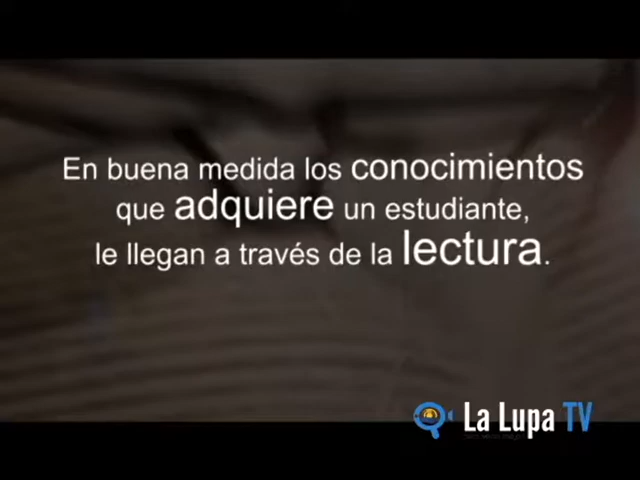 En buena medida los conocimientos
que adquiere un estudiante,
le llegan a través de la lectura.
La Lupa TV